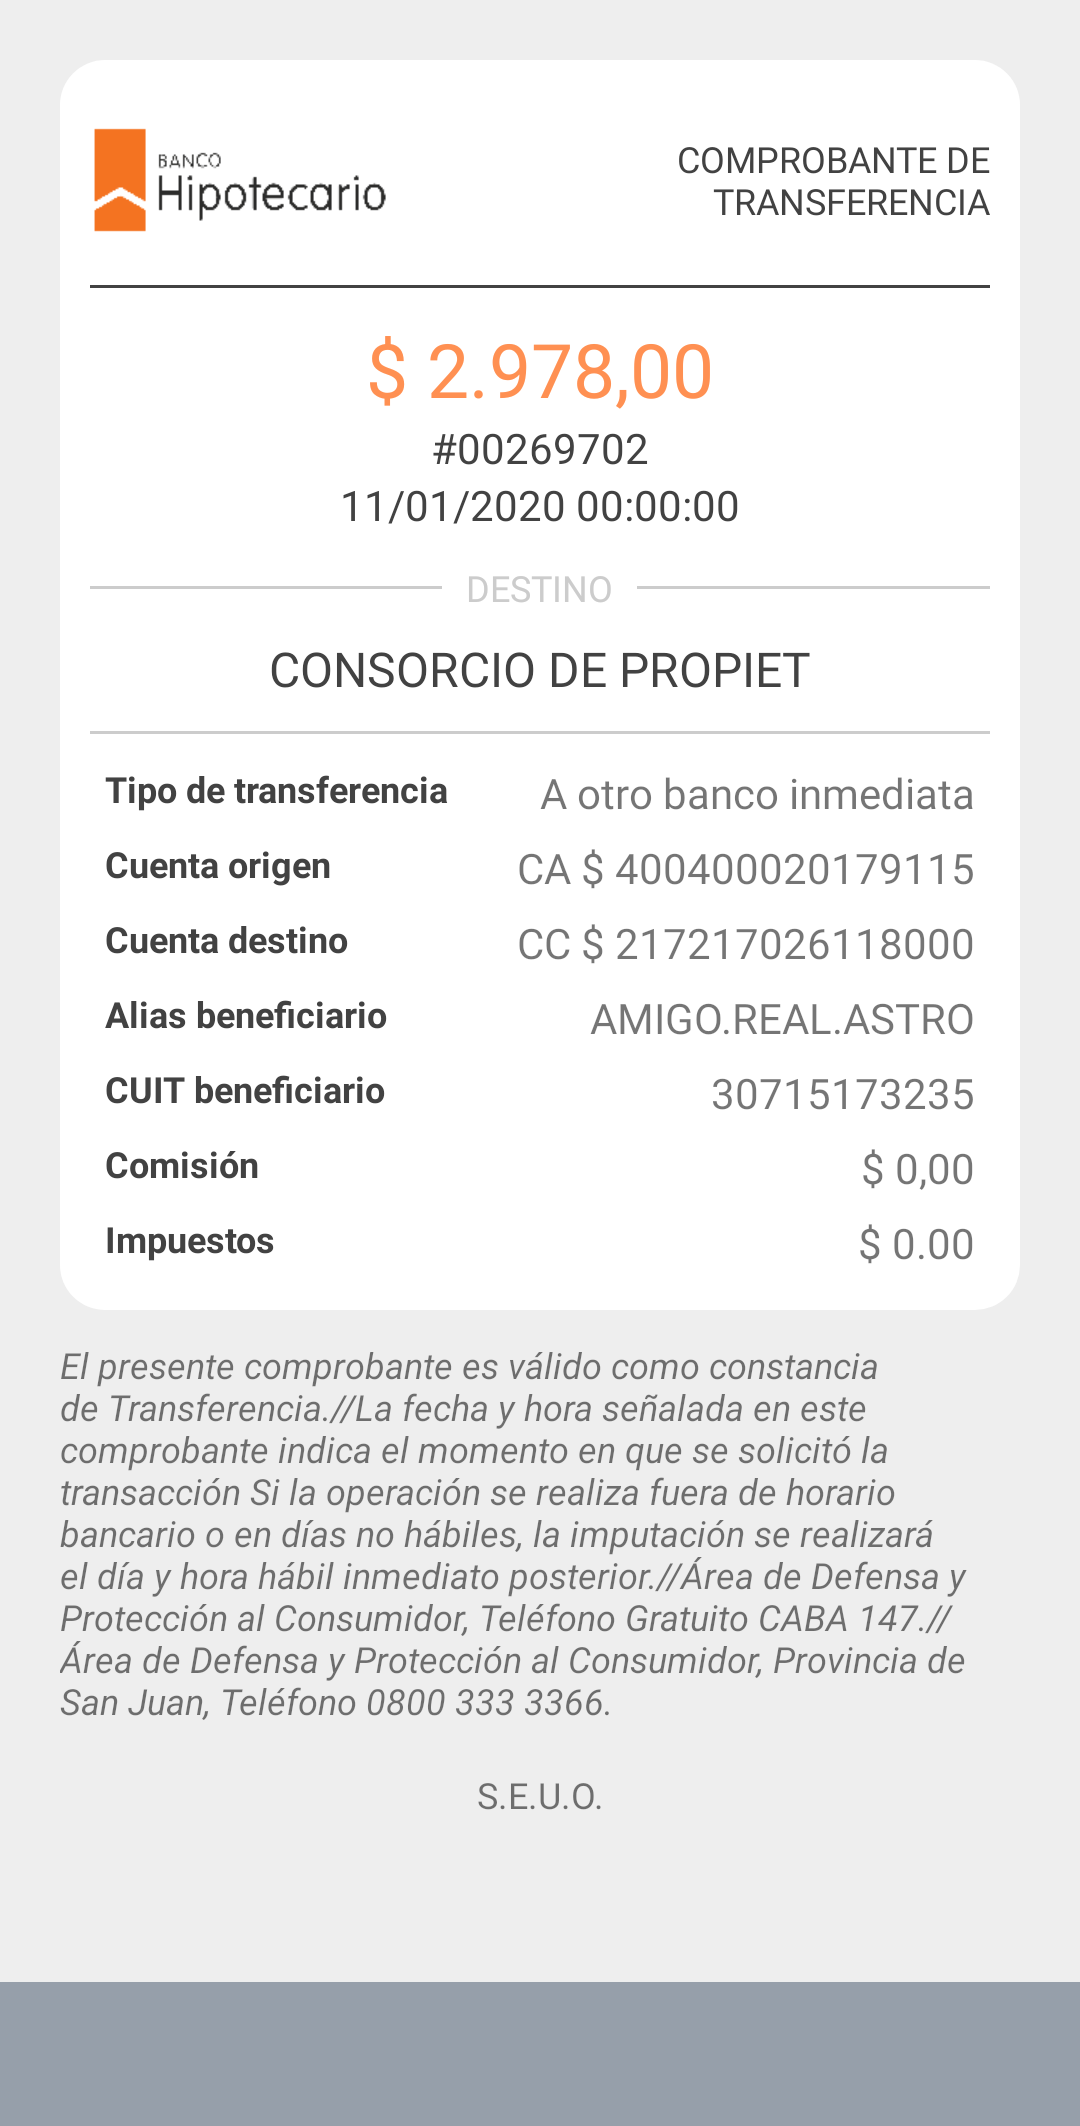 BANCO
Hipotecario
COMPROBANTE DE
TRANSFERENCIA
$ 2.978,00
#00269702
11/01/2020 00:00:00
DESTINO
CONSORCIO DE PROPIET
Tipo de transferencia A otro banco inmediata
Cuenta origen CA $ 400400020179115
Cuenta destino CC $ 217217026118000
Alias beneficiario AMIGO.REAL.ASTRO
CUIT beneficiario 30715173235
Comisión $ 0,00
Impuestos $ 0.00
El presente comprobante es válido como constancia
de Transferencia.//La fecha y hora señalada en este
comprobante indica el momento en que se solicitó la
transacción Si la operación se realiza fuera de horario
bancario o en días no hábiles, la imputación se realizará
el día y hora hábil inmediato posterior.//Área de Defensa y
Protección al Consumidor, Teléfono Gratuito CABA 147.//
Área de Defensa y Protección al Consumidor, Provincia de
San Juan, Teléfono 0800 333 3366.
S.E.U.O.